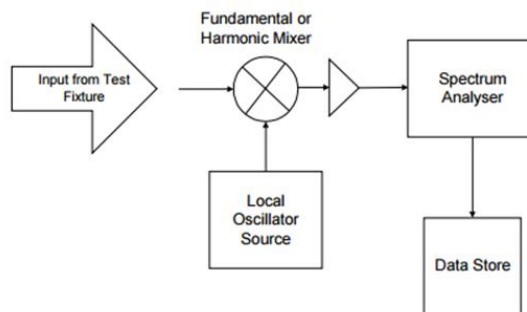 Fundamental or
Harmonic Mixer
Input from Test
Fixture
Spectrum
Analyser
Local
Oscillator
Source
Data Store